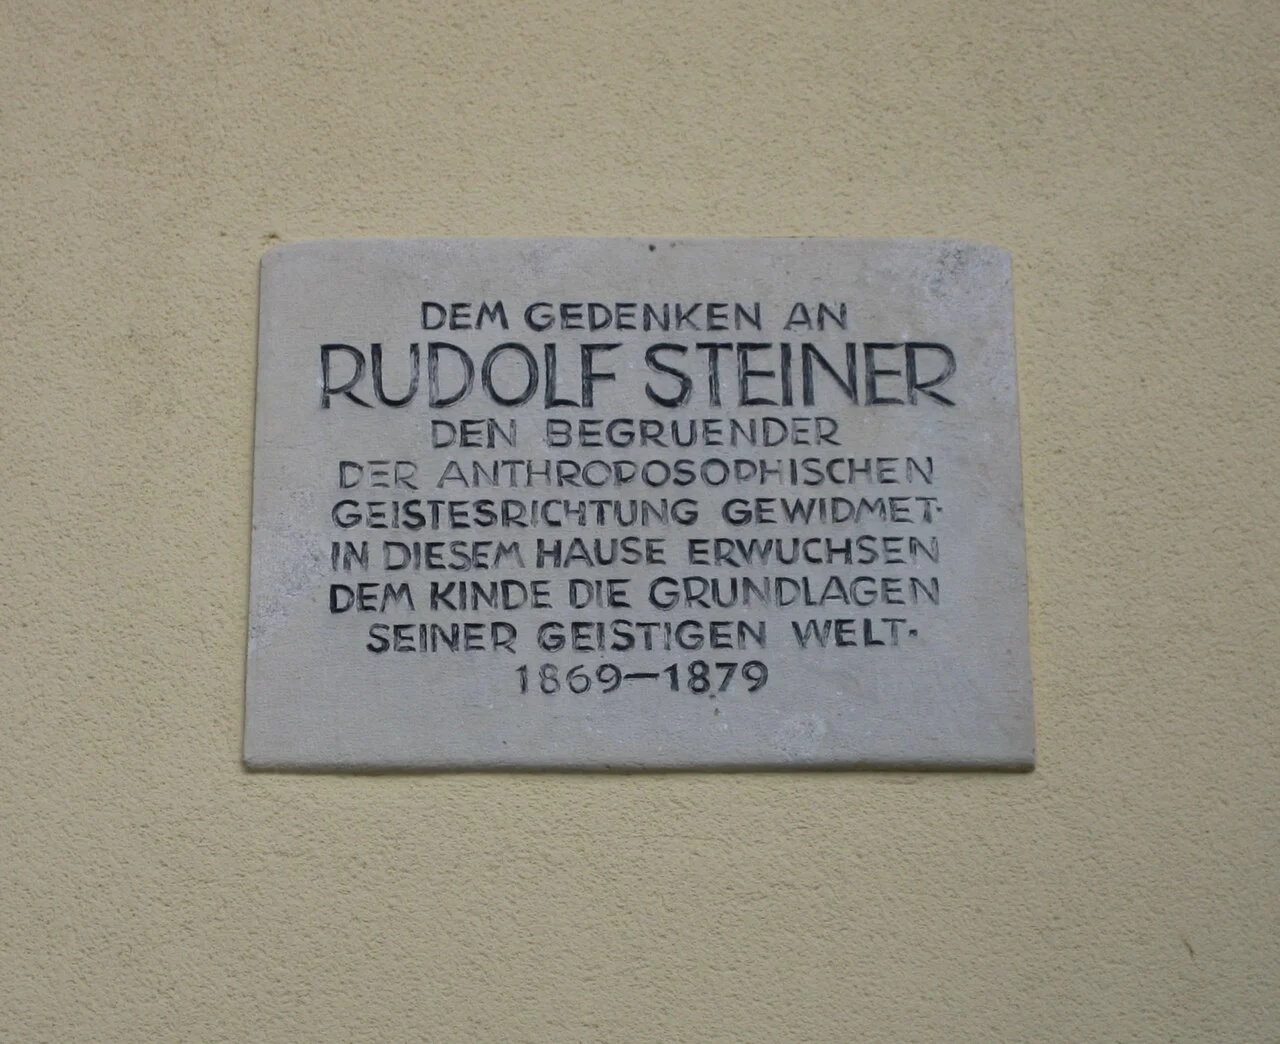 DEM GEDENKEN AN
RUDOLF STEINER
DEN BEGRUENDER
DER ANTHROPOSOPHISCHEN
GEISTESRICHTUNG GEWIDMET·
IN DIESEM HAUSE ERWUCHSEN
DEM KINDE DIE GRUNDLAGEN
SEINER GEISTIGEN WELT·
1869—1879